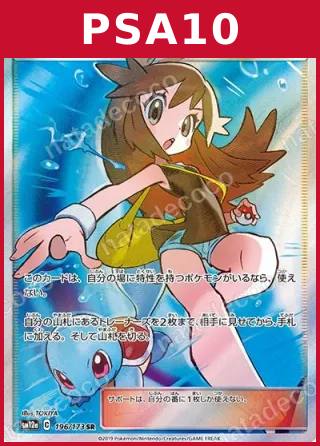 PSA10
natadecoco
このカードは、自分の場に特性を持つポケモンがいるなら、使え
ない。
自分の山札にあるトレーナーズを2枚まで、相手に見せてから、手札
に加える。そして山札を切る。
illus. TOKIYA
サポートは、自分の番に1枚しか使えない。
sm12a C 196/173 SR
©2019 Pokémon/Nintendo/Creatures/GAME FREAK